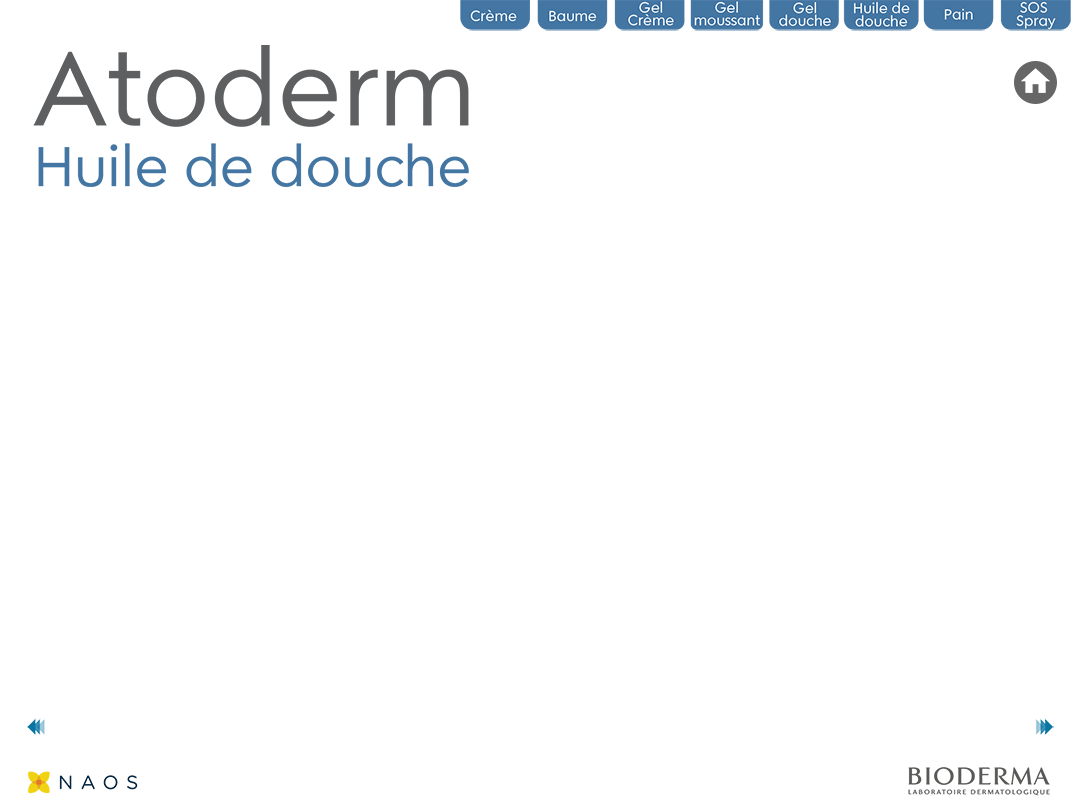 Crème
Baume
Gel
Crème
Gel
moussant
Gel
douche
Huile de
douche
Pain
SOS
Spray
Atoderm
Huile de douche
NAOS
BIODERMA
LABORATOIRE DERMATOLOGIQUE